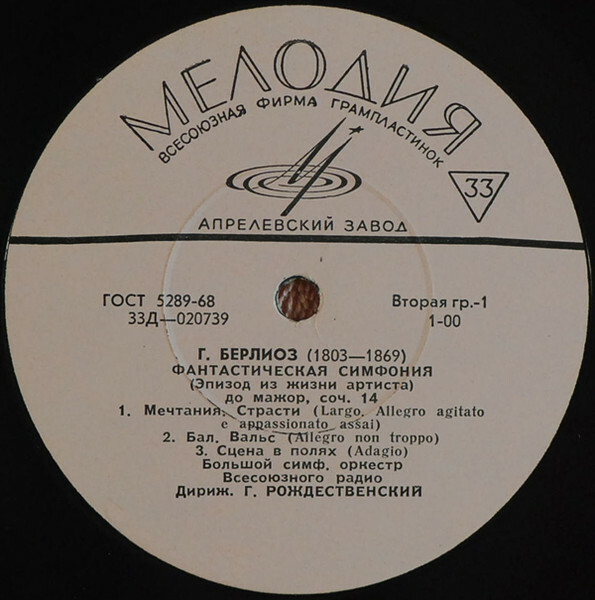 МЕЛОДИЯ
ВСЕСОЮЗНАЯ ФИРМА ГРАМПЛАСТИНОК
33
АПРЕЛЕВСКИЙ ЗАВОД
ГОСТ 5289-68
33Д—020739
Вторая гр.-1
1-00
Г. БЕРЛИОЗ (1803—1869)
ФАНТАСТИЧЕСКАЯ СИМФОНИЯ
(Эпизод из жизни артиста)
до мажор, соч. 14
1. Мечтания. Страсти (Largo. Allegro agitato
e appassionato assai)
2. Бал. Вальс (Allegro non troppo)
3. Сцена в полях (Adagio)
Большой симф. оркестр
Всесоюзного радио
Дириж. Г. РОЖДЕСТВЕНСКИЙ